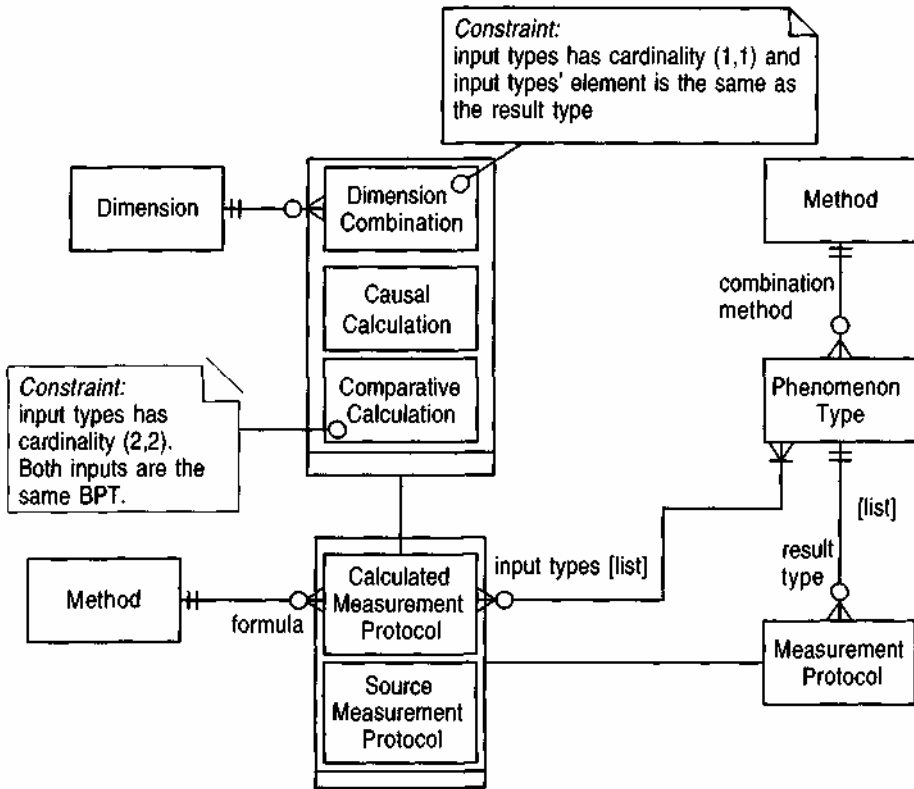 Constraint:
input types has cardinality (1,1) and
input types' element is the same as
the result type
Dimension
Dimension
Combination
Method
combination
method
Causal
Calculation
Constraint:
input types has
cardinality (2,2).
Both inputs are the
same BPT.
Comparative
Calculation
Phenomenon
Type
[list]
result
type
Method
formula
Calculated
Measurement
Protocol
input types [list]
Source
Measurement
Protocol
Measurement
Protocol